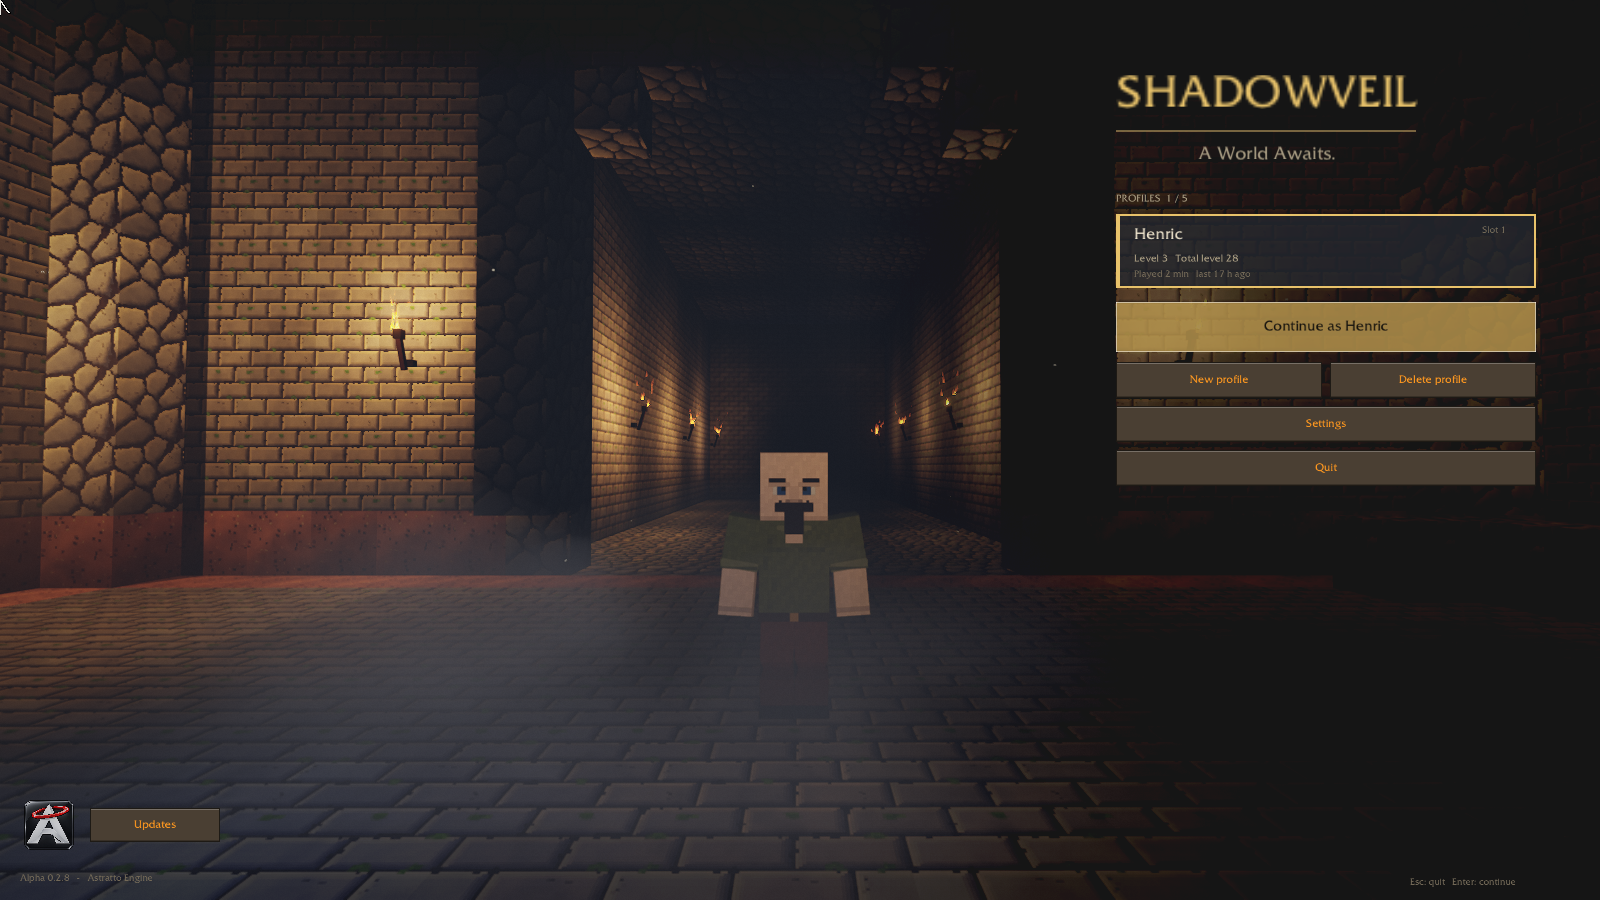 SHADOWVEIL
A World Awaits.
PROFILES 1 / 5
Henric
Slot 1
Level 3 Total level 28
Played 2 min last 17 h ago
Continue as Henric
New profile
Delete profile
Settings
Quit
A
Updates
Alpha 0.2.8 - Astratto Engine
Esc: quit Enter: continue